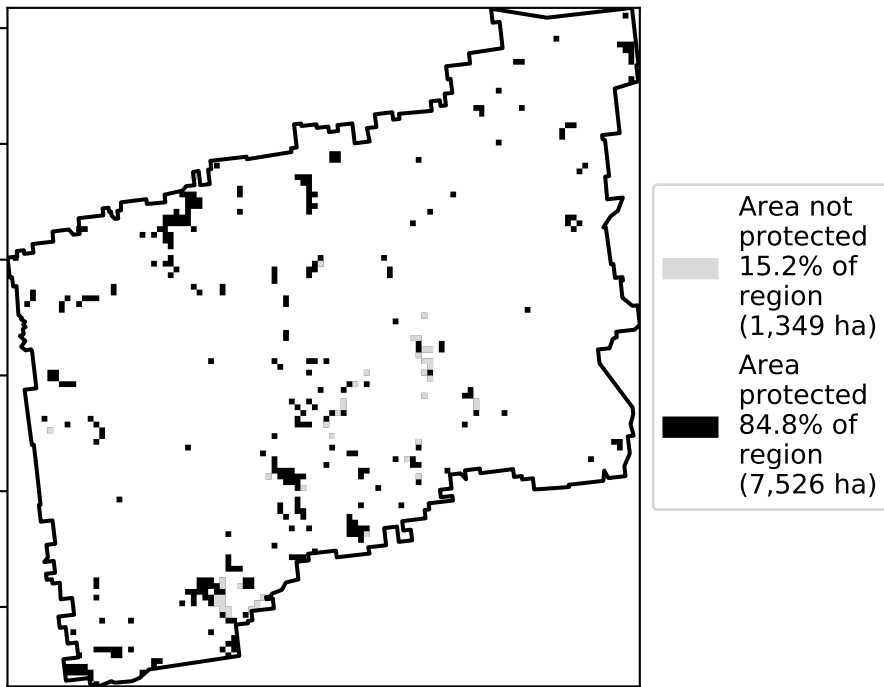 Area not
protected
15.2% of
region
(1,349 ha)
Area
protected
84.8% of
region
(7,526 ha)